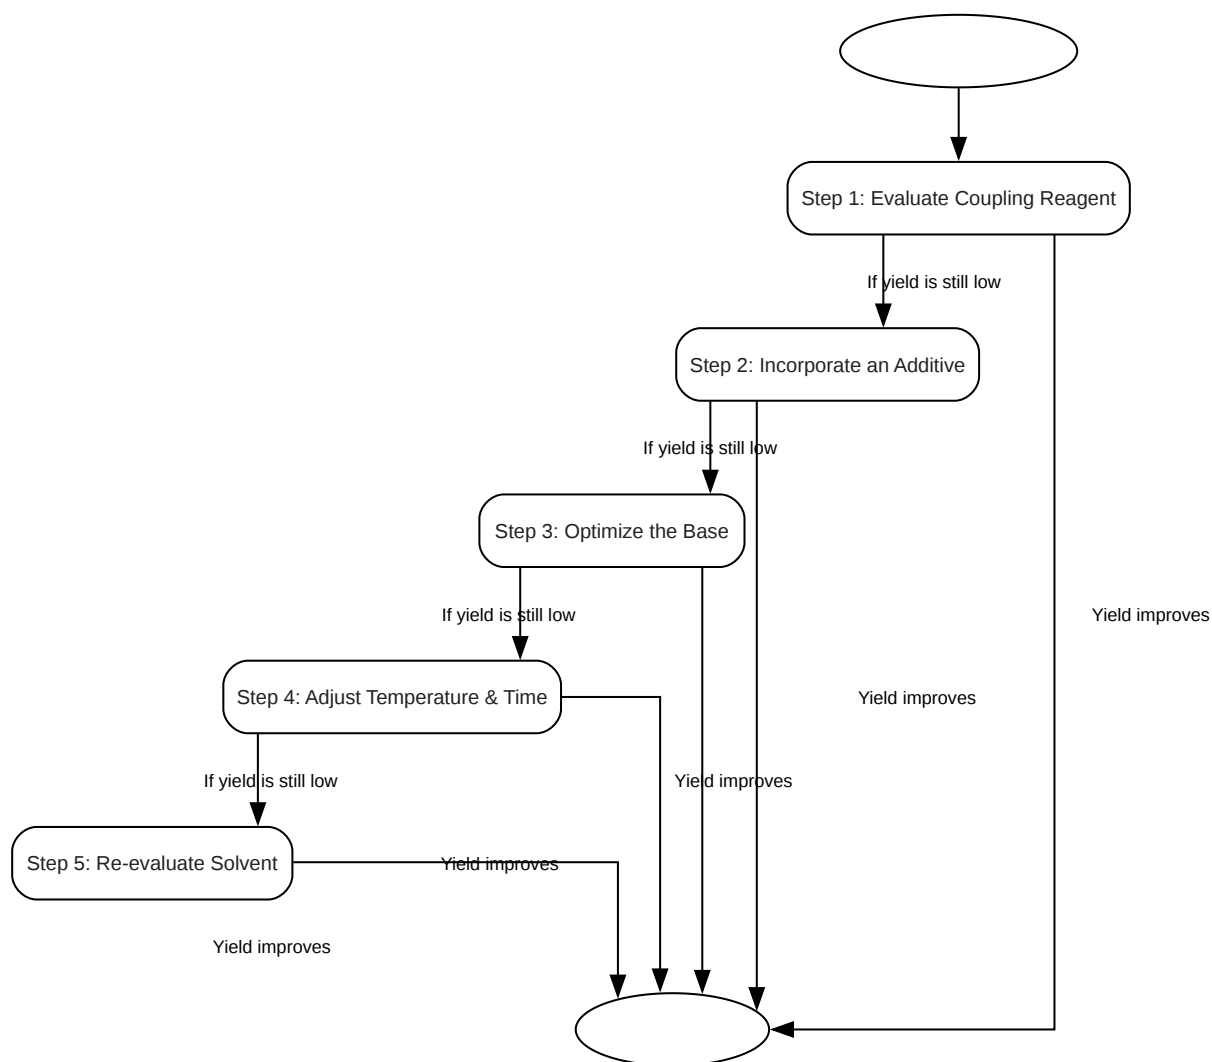 Step 1: Evaluate Coupling Reagent
If yield is still low
Step 2: Incorporate an Additive
If yield is still low
Step 3: Optimize the Base
If yield is still low
Yield improves
Step 4: Adjust Temperature & Time
Yield improves
If yield is still low
Yield improves
Step 5: Re-evaluate Solvent
Yield improves
Yield improves